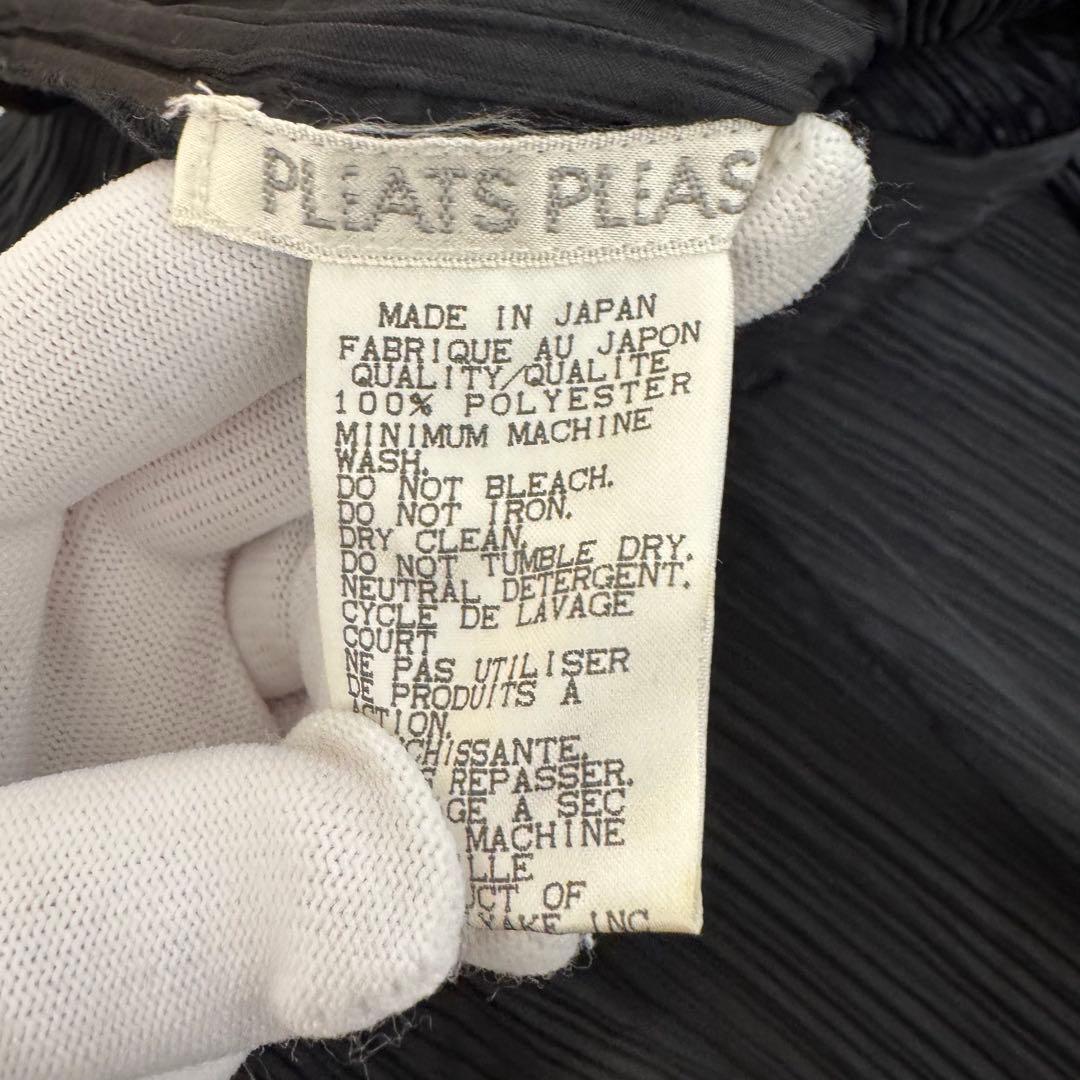 PLEATS PLEAS
MADE IN JAPAN
FABRIQUE AU JAPON
QUALITY/QUALITE
100% POLYESTER
MINIMUM MACHINE
WASH.
DO NOT BLEACH.
DO NOT IRON.
DRY CLEAN.
DO NOT TUMBLE DRY.
NEUTRAL DETERGENT.
CYCLE DE LAVAGE
COURT
NE PAS UTILISER
DE PRODUITS A
ACTION.
CHISSANTE.
REPASSER.
GE A SEC
MACHINE
LLE
UCT OF
YAKE INC